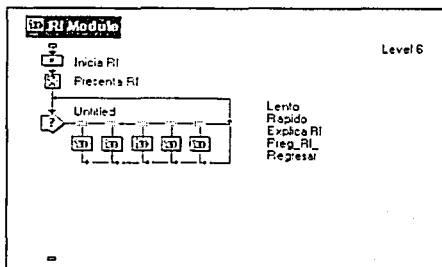 RI Module
Level 6
Inicia RI
Presenta RI
Untitled
?
Lento
Rapido
Explica RI
Preg_RI_
Regresar